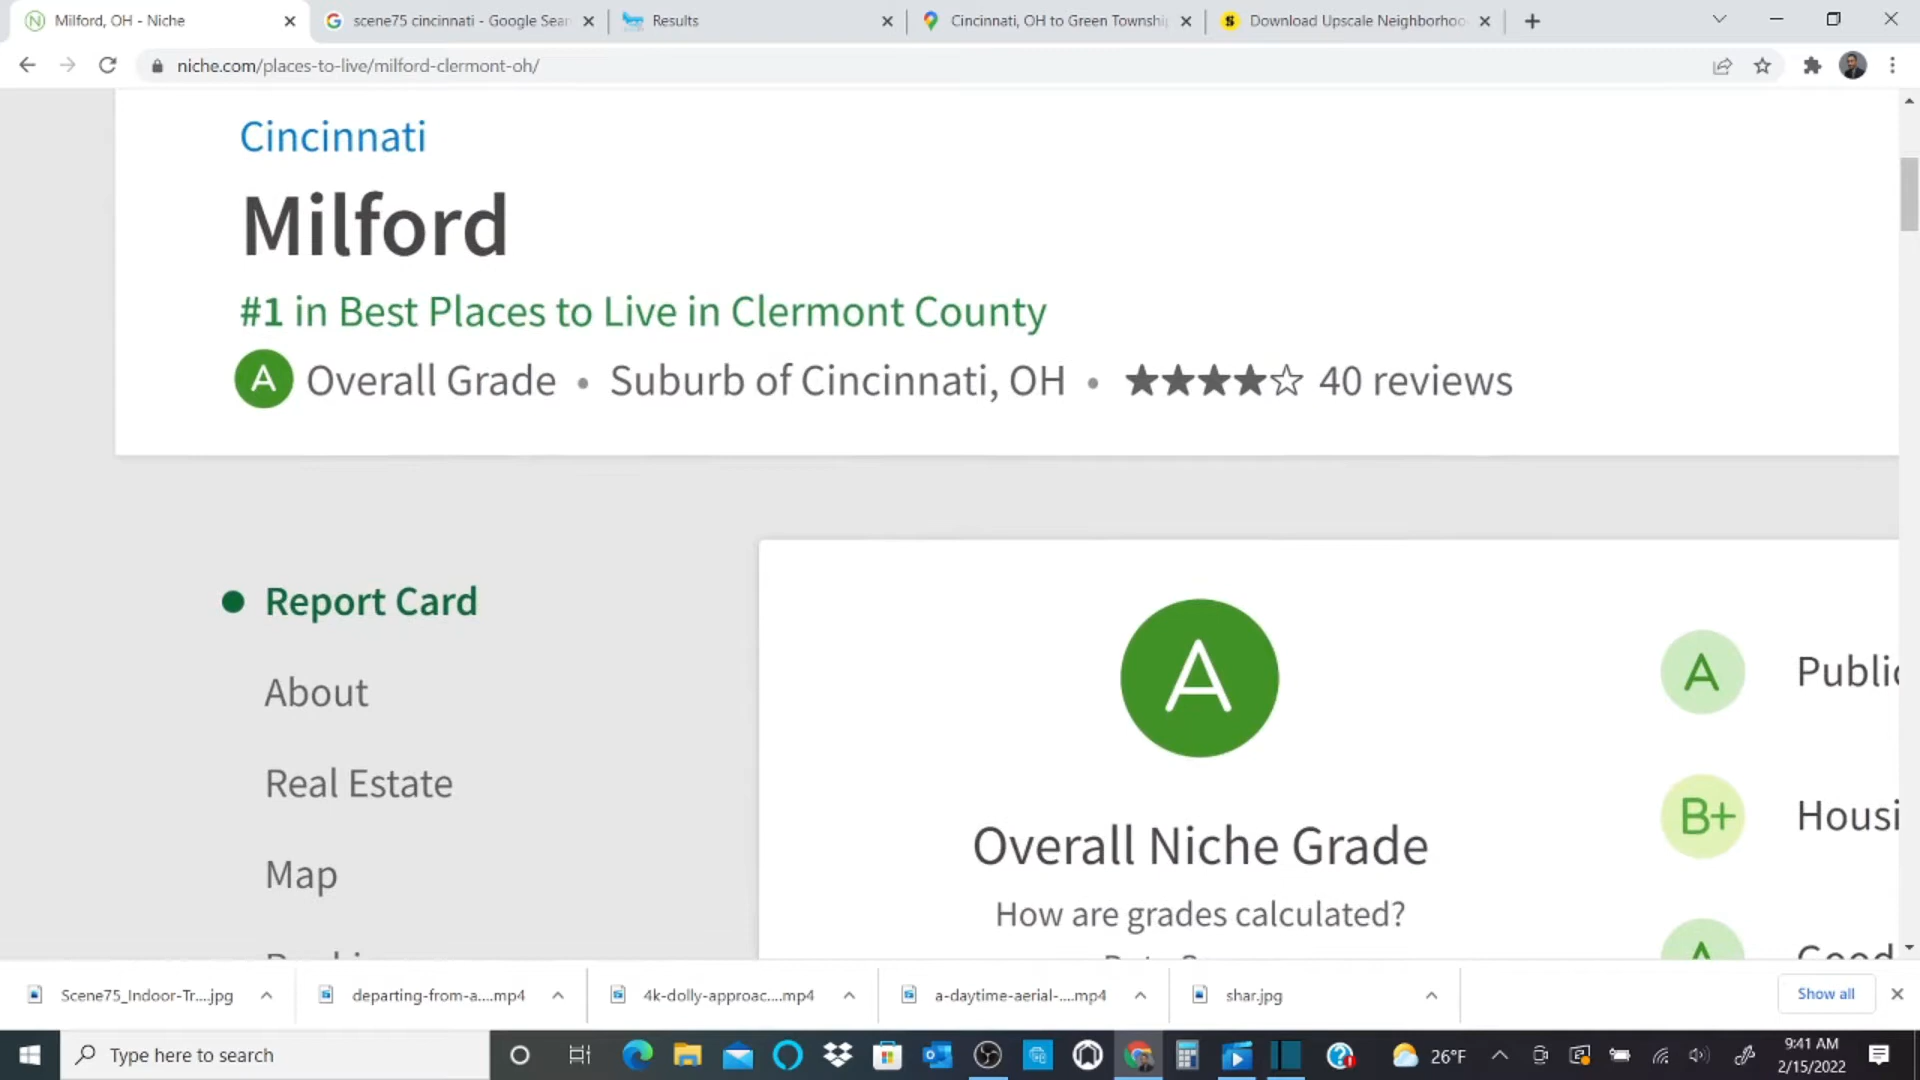 Milford, OH - Niche
scene75 cincinnati - Google Sear
Results
Cincinnati, OH to Green Township
Download Upscale Neighborhoo
niche.com/places-to-live/milford-clermont-oh/
Cincinnati
Milford
#1 in Best Places to Live in Clermont County
A Overall Grade • Suburb of Cincinnati, OH • ★★★★☆ 40 reviews
Report Card
About
Real Estate
Map
A
Overall Niche Grade
How are grades calculated?
A Public
B+ Housi
A Good
Scene75_Indoor-Tr....jpg
departing-from-a....mp4
4k-dolly-approac....mp4
a-daytime-aerial-....mp4
shar.jpg
Show all
Type here to search
26°F
9:41 AM
2/15/2022